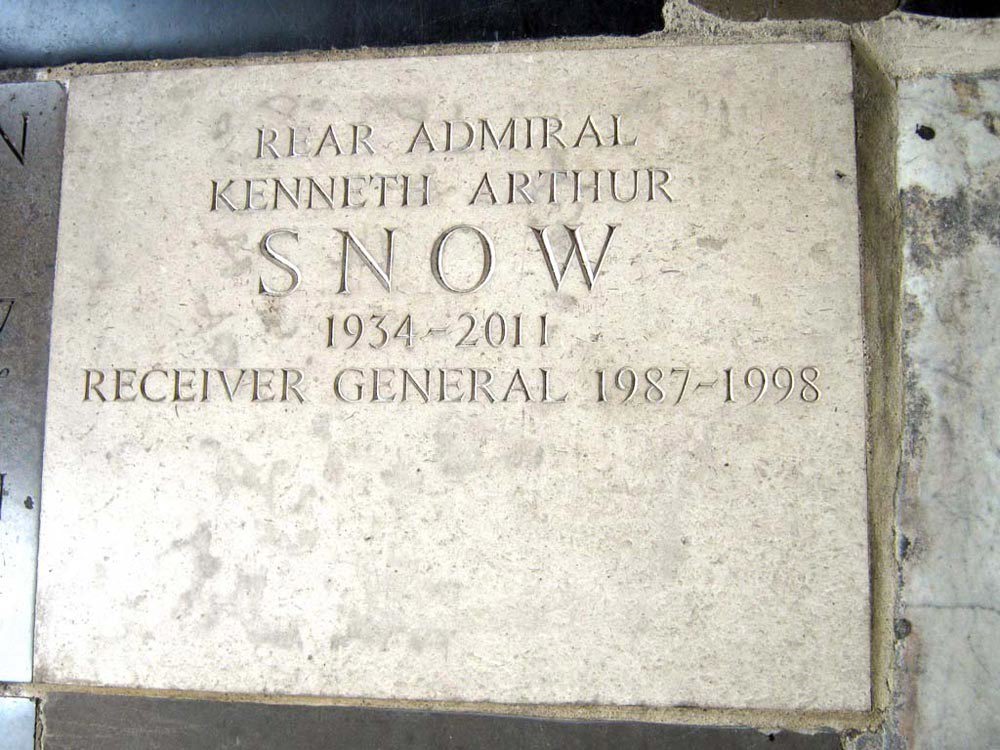 REAR ADMIRAL
KENNETH ARTHUR
SNOW
1934-2011
RECEIVER GENERAL 1987-1998